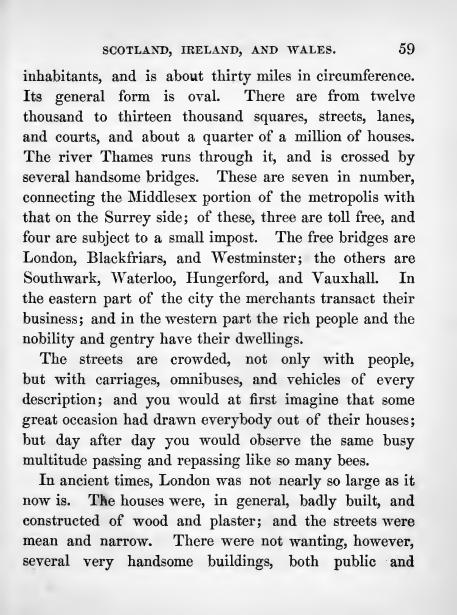 SCOTLAND, IRELAND, AND WALES. 59
inhabitants, and is about thirty miles in circumference.
Its general form is oval. There are from twelve
thousand to thirteen thousand squares, streets, lanes,
and courts, and about a quarter of a million of houses.
The river Thames runs through it, and is crossed by
several handsome bridges. These are seven in number,
connecting the Middlesex portion of the metropolis with
that on the Surrey side; of these, three are toll free, and
four are subject to a small impost. The free bridges are
London, Blackfriars, and Westminster; the others are
Southwark, Waterloo, Hungerford, and Vauxhall. In
the eastern part of the city the merchants transact their
business; and in the western part the rich people and the
nobility and gentry have their dwellings.
The streets are crowded, not only with people,
but with carriages, omnibuses, and vehicles of every
description; and you would at first imagine that some
great occasion had drawn everybody out of their houses;
but day after day you would observe the same busy
multitude passing and repassing like so many bees.
In ancient times, London was not nearly so large as it
now is. The houses were, in general, badly built, and
constructed of wood and plaster; and the streets were
mean and narrow. There were not wanting, however,
several very handsome buildings, both public and